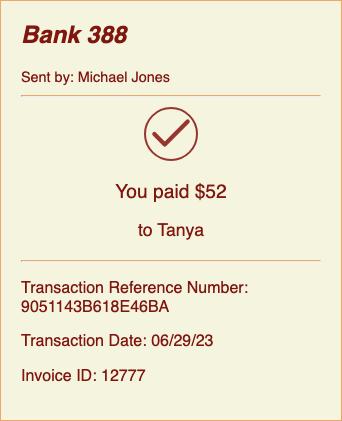 Bank 388
Sent by: Michael Jones
You paid $52
to Tanya
Transaction Reference Number:
9051143B618E46BA
Transaction Date: 06/29/23
Invoice ID: 12777